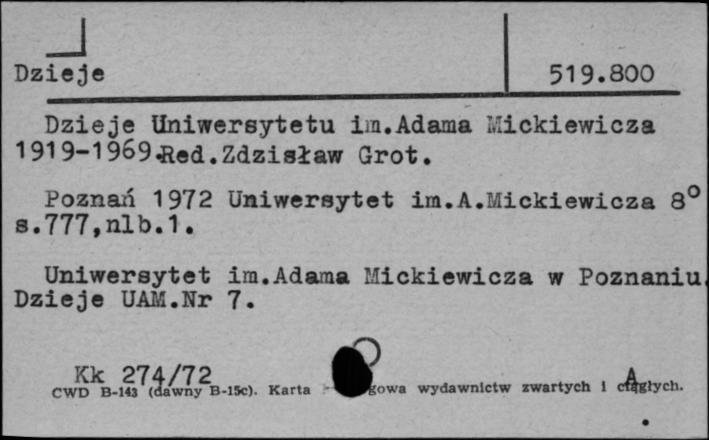 Dzieje 519.800
Dzieje Uniwersytetu im.Adama Mickiewicza
1919-1969.Red.Zdzisław Grot.
Poznań 1972 Uniwersytet im.A.Mickiewicza 8°
s.777,nlb.1.
Uniwersytet im.Adama Mickiewicza w Poznaniu.
Dzieje UAM.Nr 7.
Kk 274/72 A
CWD B-143 (dawny B-15c). Karta wydawnictw zwartych i ciągłych.